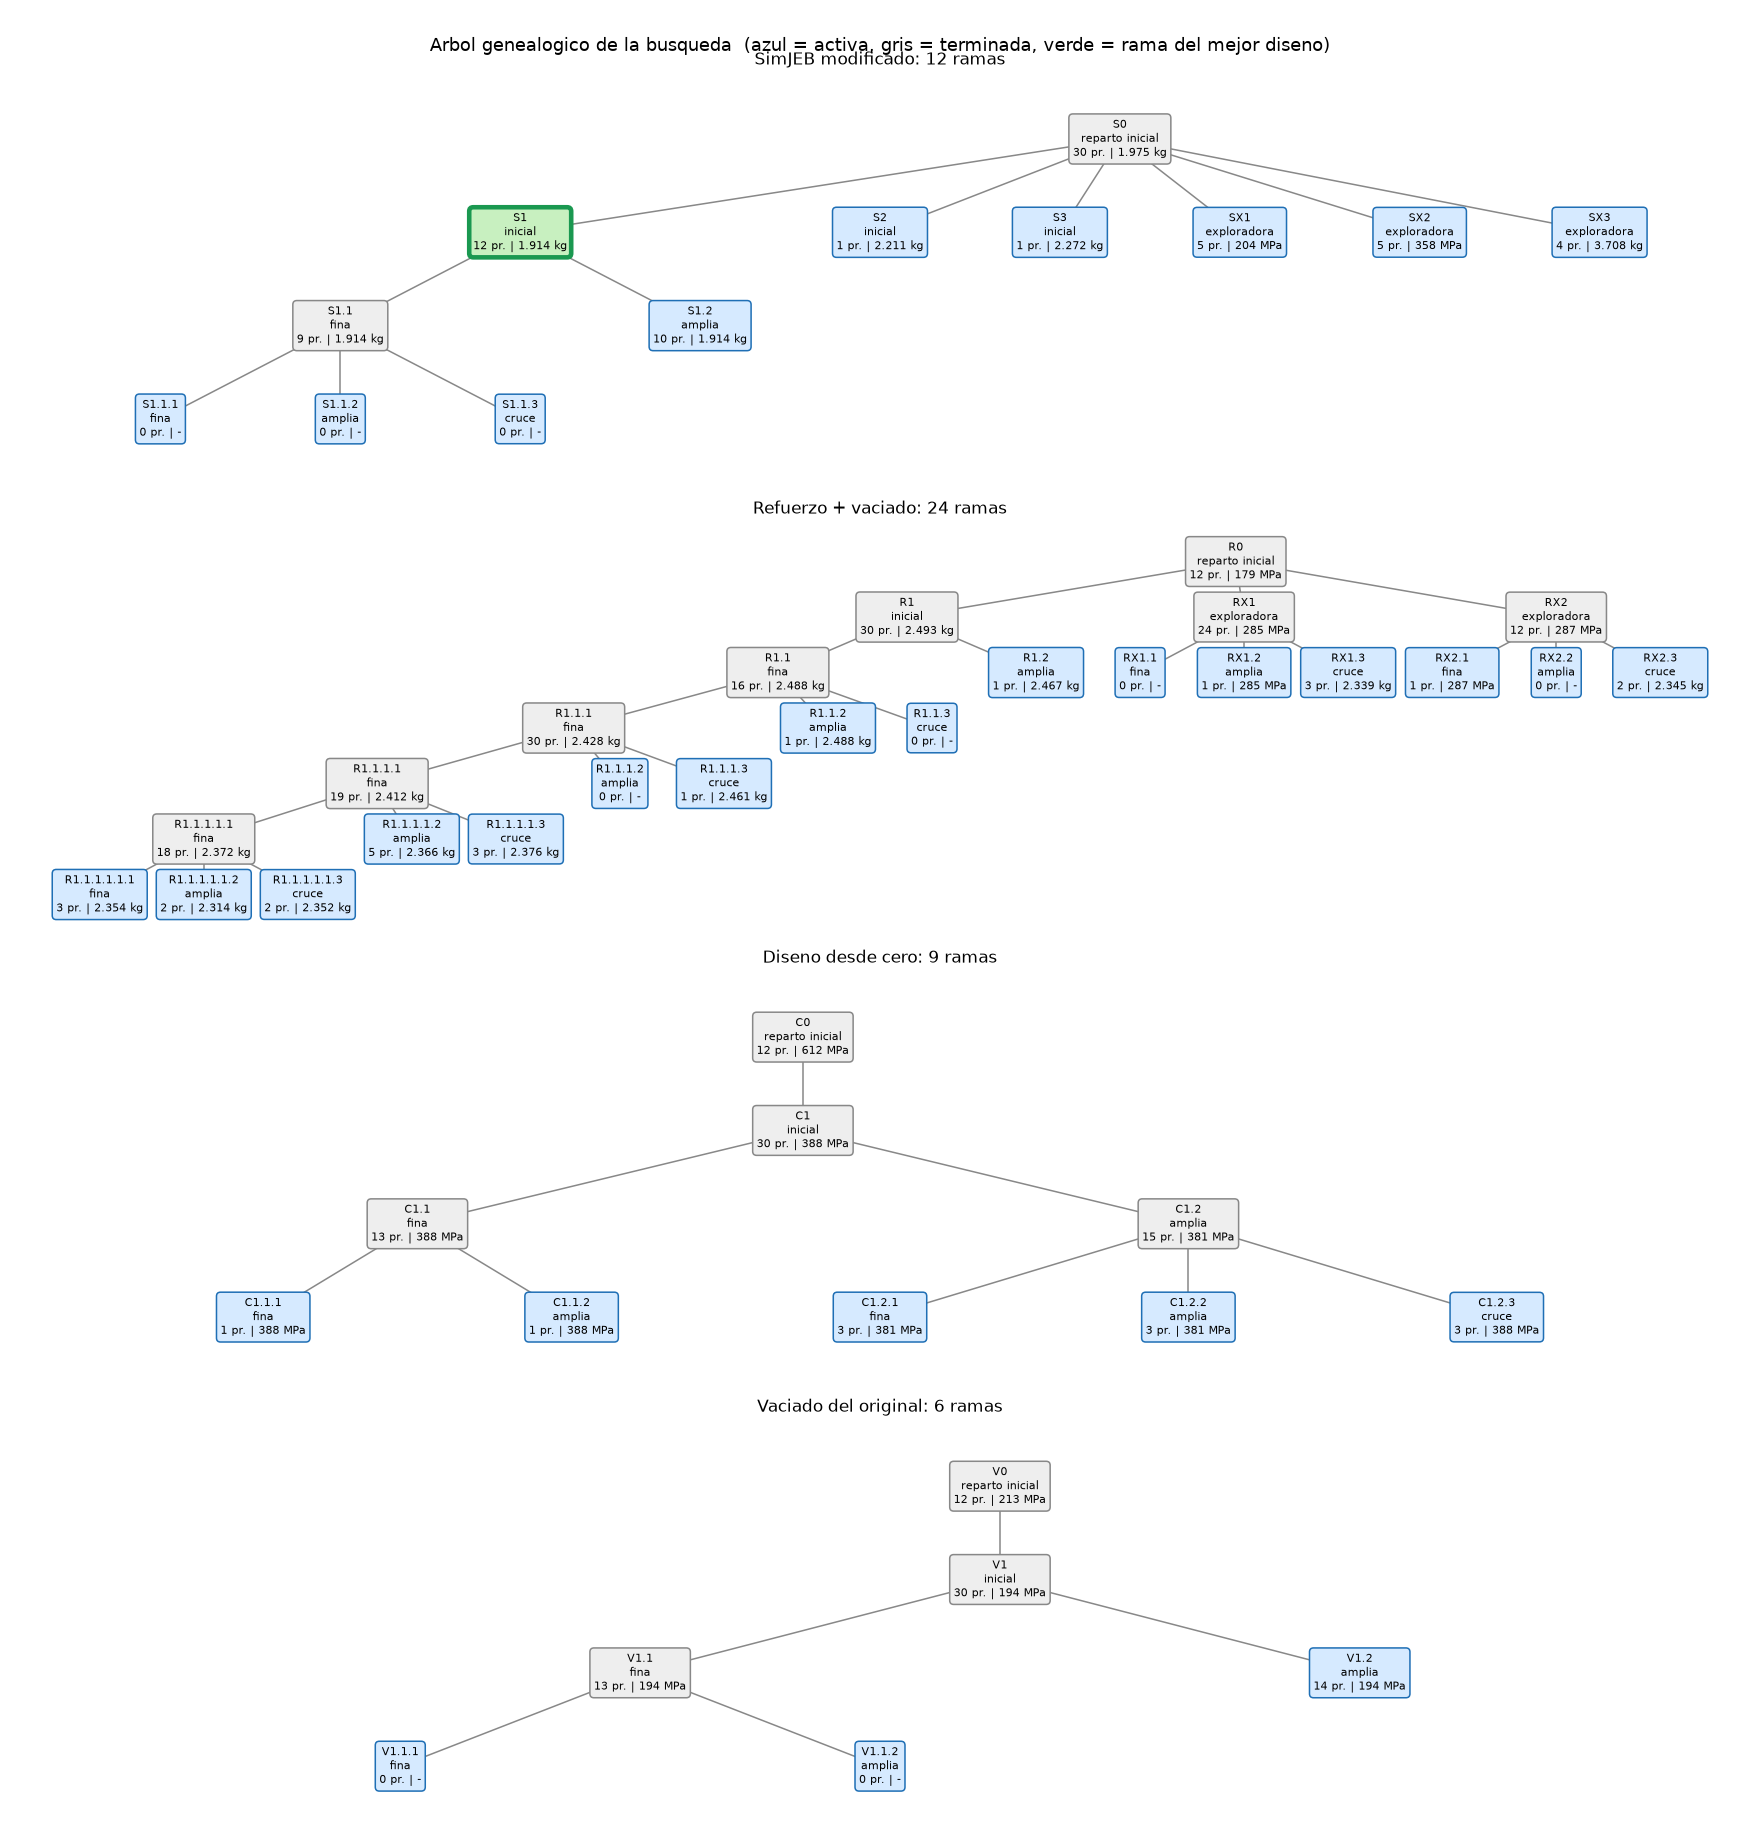 Arbol genealogico de la busqueda  (azul = activa, gris = terminada, verde = rama del mejor diseno)
SimJEB modificado: 12 ramas
S0
reparto inicial
30 pr. | 1.975 kg
S1
inicial
12 pr. | 1.914 kg
S2
inicial
1 pr. | 2.211 kg
S3
inicial
1 pr. | 2.272 kg
SX1
exploradora
5 pr. | 204 MPa
SX2
exploradora
5 pr. | 358 MPa
SX3
exploradora
4 pr. | 3.708 kg
S1.1
fina
9 pr. | 1.914 kg
S1.2
amplia
10 pr. | 1.914 kg
S1.1.1
fina
0 pr. | -
S1.1.2
amplia
0 pr. | -
S1.1.3
cruce
0 pr. | -
Refuerzo + vaciado: 24 ramas
R0
reparto inicial
12 pr. | 179 MPa
R1
inicial
30 pr. | 2.493 kg
RX1
exploradora
24 pr. | 285 MPa
RX2
exploradora
12 pr. | 287 MPa
R1.1
fina
16 pr. | 2.488 kg
R1.2
amplia
1 pr. | 2.467 kg
RX1.1
fina
0 pr. | -
RX1.2
amplia
1 pr. | 285 MPa
RX1.3
cruce
3 pr. | 2.339 kg
RX2.1
fina
1 pr. | 287 MPa
RX2.2
amplia
0 pr. | -
RX2.3
cruce
2 pr. | 2.345 kg
R1.1.1
fina
30 pr. | 2.428 kg
R1.1.2
amplia
1 pr. | 2.488 kg
R1.1.3
cruce
0 pr. | -
R1.1.1.1
fina
19 pr. | 2.412 kg
R1.1.1.2
amplia
0 pr. | -
R1.1.1.3
cruce
1 pr. | 2.461 kg
R1.1.1.1.1
fina
18 pr. | 2.372 kg
R1.1.1.1.2
amplia
5 pr. | 2.366 kg
R1.1.1.1.3
cruce
3 pr. | 2.376 kg
R1.1.1.1.1.1
fina
3 pr. | 2.354 kg
R1.1.1.1.1.2
amplia
2 pr. | 2.314 kg
R1.1.1.1.1.3
cruce
2 pr. | 2.352 kg
Diseno desde cero: 9 ramas
C0
reparto inicial
12 pr. | 612 MPa
C1
inicial
30 pr. | 388 MPa
C1.1
fina
13 pr. | 388 MPa
C1.2
amplia
15 pr. | 381 MPa
C1.1.1
fina
1 pr. | 388 MPa
C1.1.2
amplia
1 pr. | 388 MPa
C1.2.1
fina
3 pr. | 381 MPa
C1.2.2
amplia
3 pr. | 381 MPa
C1.2.3
cruce
3 pr. | 388 MPa
Vaciado del original: 6 ramas
V0
reparto inicial
12 pr. | 213 MPa
V1
inicial
30 pr. | 194 MPa
V1.1
fina
13 pr. | 194 MPa
V1.2
amplia
14 pr. | 194 MPa
V1.1.1
fina
0 pr. | -
V1.1.2
amplia
0 pr. | -